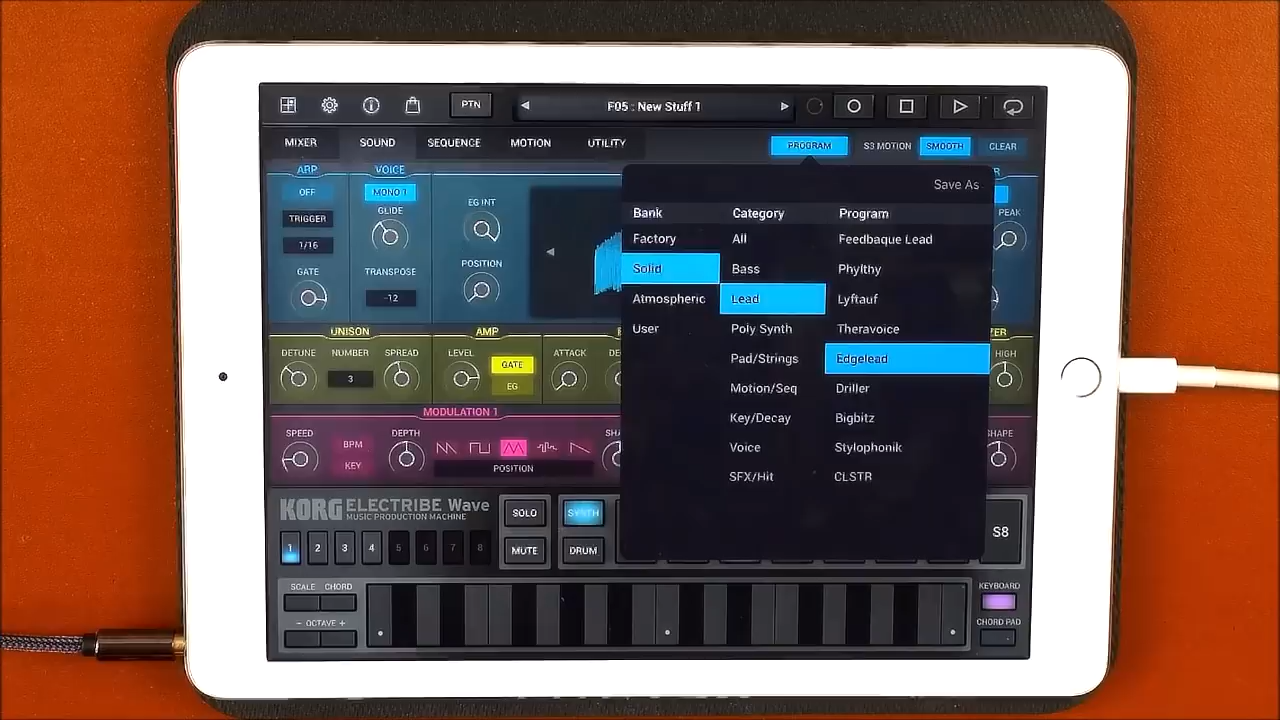 PTN
F05 : New Stuff 1
MIXER SOUND SEQUENCE MOTION UTILITY
PROGRAM S3 MOTION SMOOTH CLEAR
ARP VOICE
OFF MONO 1
GLIDE
TRIGGER
1/16
GATE
TRANSPOSE
-12
EG INT
POSITION
PEAK
Save As
Bank Category Program
Factory All Feedbaque Lead
Solid Bass Phylthy
Atmospheric Lead Lyftauf
User Poly Synth Theravoice
Pad/Strings Edgelead
Motion/Seq Driller
Key/Decay Bigbitz
Voice Stylophonik
SFX/Hit CLSTR
UNISON AMP
DETUNE NUMBER SPREAD LEVEL GATE ATTACK HIGH
3 EG
MODULATION 1
SPEED BPM DEPTH
KEY
POSITION
SHAPE
KORG ELECTRIBE Wave
MUSIC PRODUCTION MACHINE
SOLO SYNTH
MUTE DRUM
S8
1 2 3 4 5 6 7 8
SCALE CHORD
- OCTAVE +
KEYBOARD
CHORD PAD